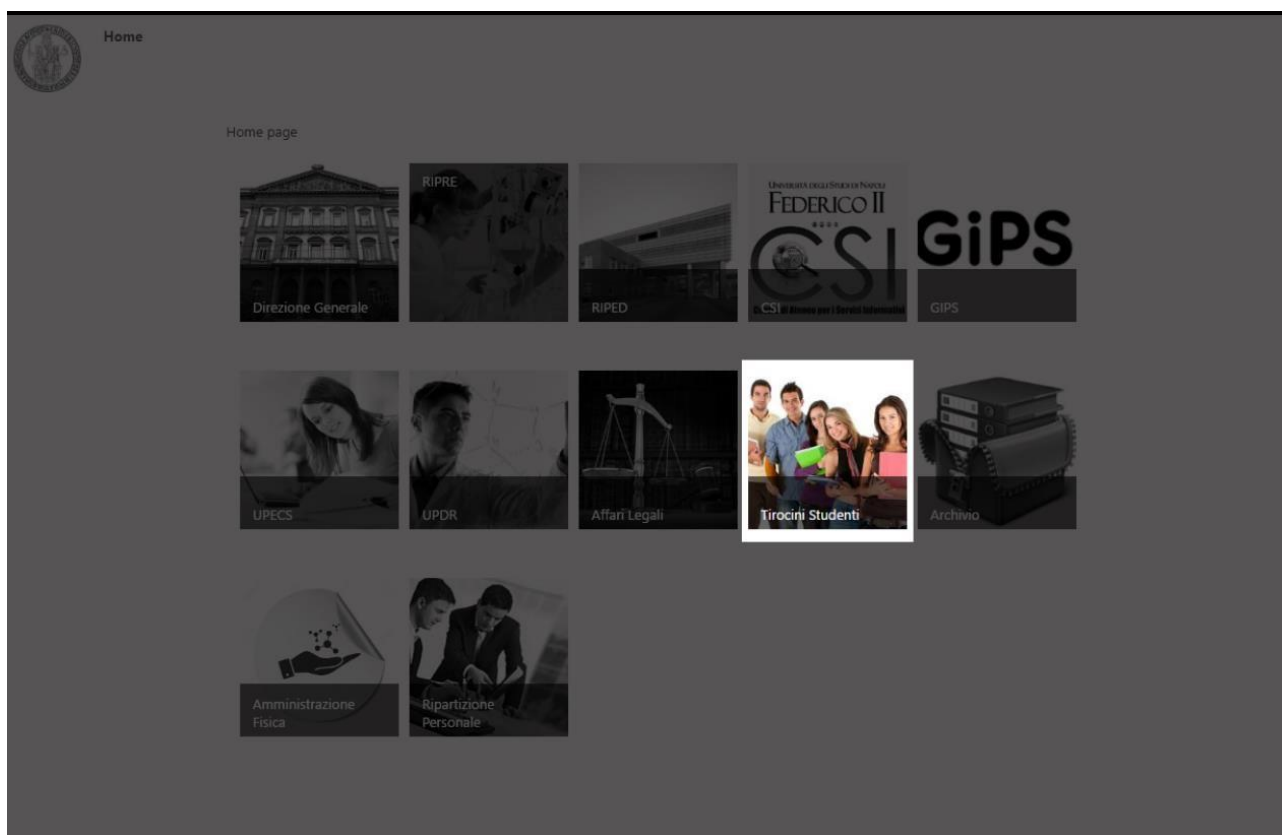 Home
Home page
Direzione Generale
RIPRE
RIPED
UNIVERSITÀ DEGLI STUDI DI NAPOLI
FEDERICO II
CSI
CSI
GiPS
GIPS
UPECS
UPDR
Affari Legali
Tirocini Studenti
Archivio
Amministrazione
Fisica
Ripartizione
Personale